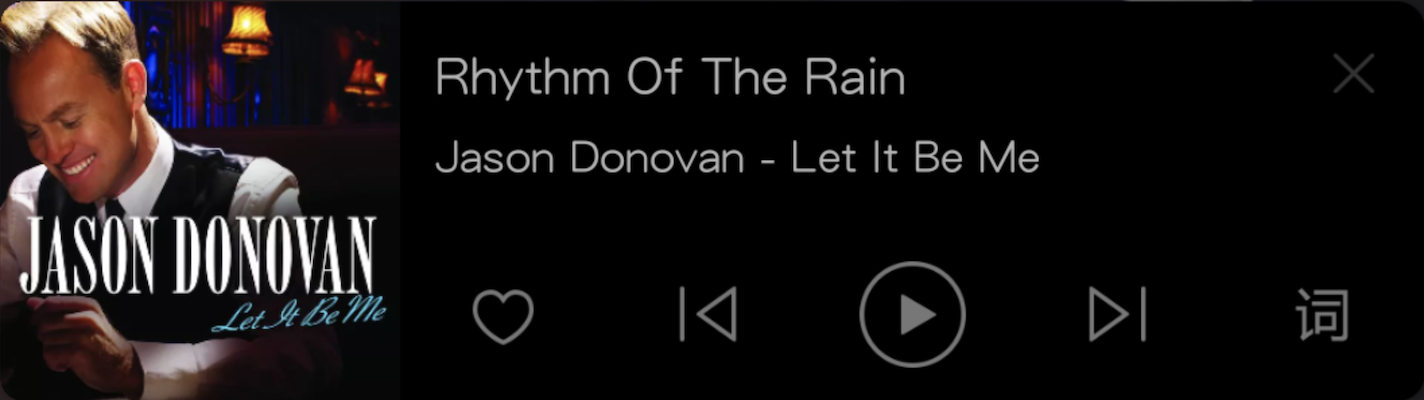 Rhythm Of The Rain
Jason Donovan - Let It Be Me
JASON DONOVAN
Let It Be Me
词